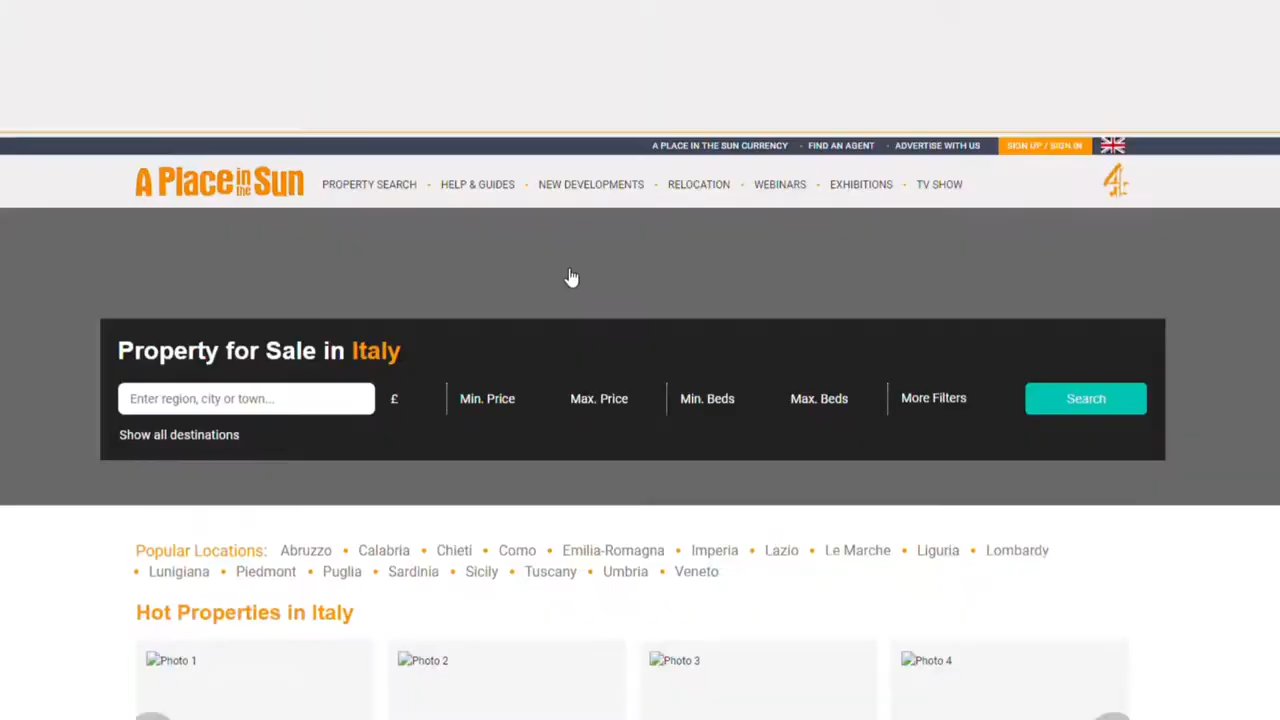 A PLACE IN THE SUN CURRENCY • FIND AN AGENT • ADVERTISE WITH US SIGN UP / SIGN IN
A Place in the Sun PROPERTY SEARCH • HELP & GUIDES • NEW DEVELOPMENTS • RELOCATION • WEBINARS • EXHIBITIONS • TV SHOW 4
Property for Sale in Italy
Enter region, city or town... £ Min. Price Max. Price Min. Beds Max. Beds More Filters Search
Show all destinations
Popular Locations: Abruzzo • Calabria • Chieti • Como • Emilia-Romagna • Imperia • Lazio • Le Marche • Liguria • Lombardy
• Lunigiana • Piedmont • Puglia • Sardinia • Sicily • Tuscany • Umbria • Veneto
Hot Properties in Italy
Photo 1 Photo 2 Photo 3 Photo 4